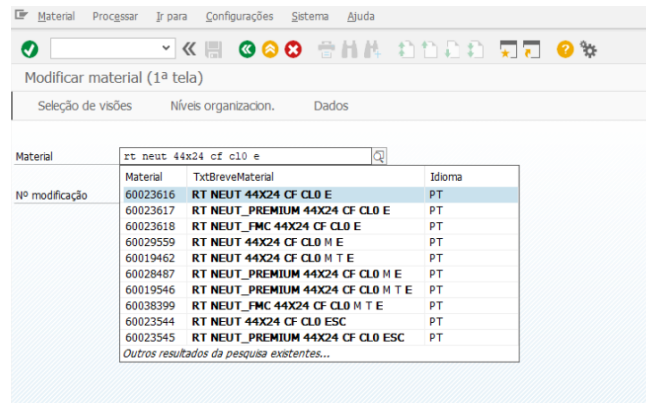 Material Processar Ir para Configurações Sistema Ajuda
Modificar material (1ª tela)
Seleção de visões Níveis organizacion. Dados
Material rt neut 44x24 cf cl0 e
Nº modificação
Material TxtBreveMaterial Idioma
60023616 RT NEUT 44X24 CF CL0 E PT
60023617 RT NEUT_PREMIUM 44X24 CF CL0 E PT
60023618 RT NEUT_FMC 44X24 CF CL0 E PT
60029559 RT NEUT 44X24 CF CL0 M E PT
60019462 RT NEUT 44X24 CF CL0 M T E PT
60028487 RT NEUT_PREMIUM 44X24 CF CL0 M E PT
60019546 RT NEUT_PREMIUM 44X24 CF CL0 M T E PT
60038399 RT NEUT_FMC 44X24 CF CL0 M T E PT
60023544 RT NEUT 44X24 CF CL0 ESC PT
60023545 RT NEUT_PREMIUM 44X24 CF CL0 ESC PT
Outros resultados da pesquisa existentes...